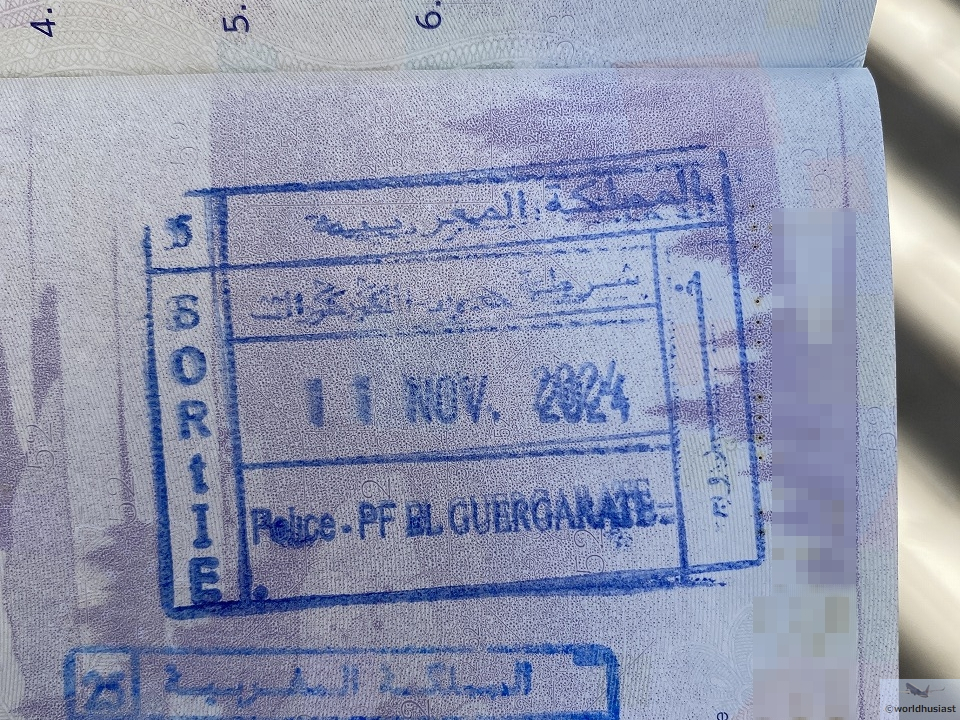 4. 5. 6.
5
المملكة المغربية
SORtIE
شرطة حدود الكركرات
11 NOV. 2024
Police - PF EL GUERGARATE -
25
المملكة المغربية
©worldhusiast